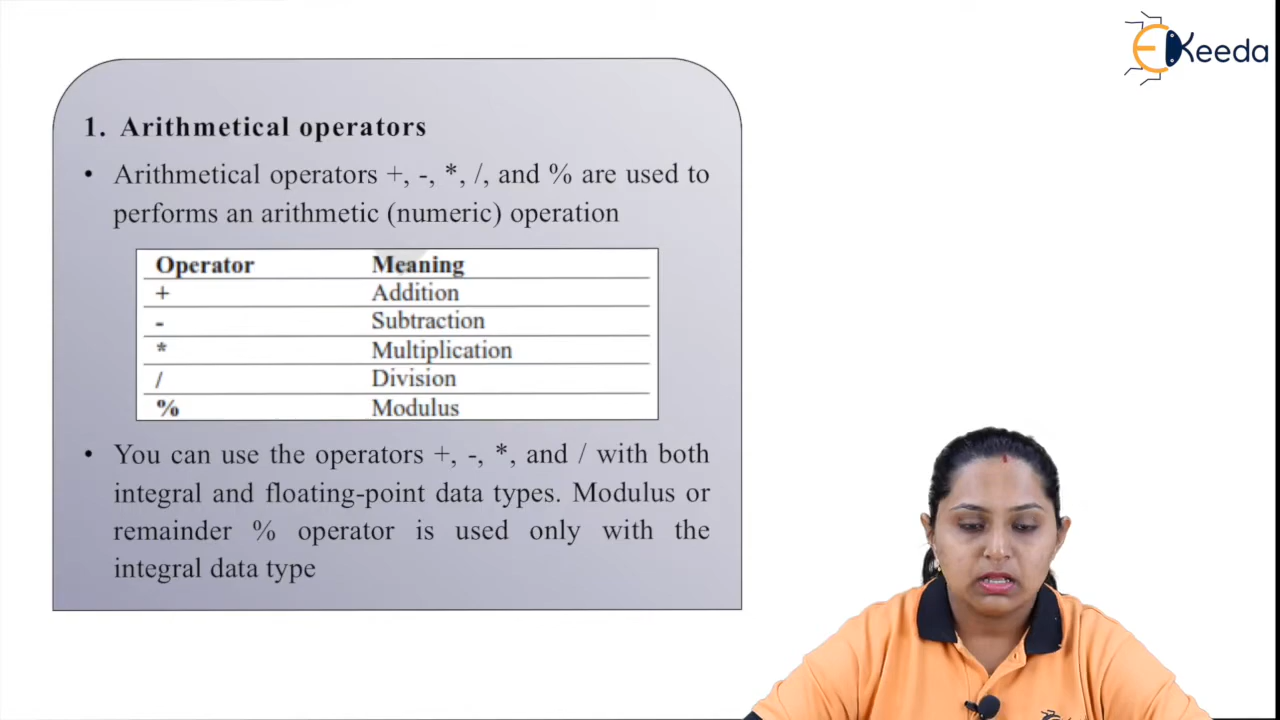 EKeeda
1. Arithmetical operators
• Arithmetical operators +, -, *, /, and % are used to
performs an arithmetic (numeric) operation
Operator Meaning
+ Addition
- Subtraction
* Multiplication
/ Division
% Modulus
• You can use the operators +, -, *, and / with both
integral and floating-point data types. Modulus or
remainder % operator is used only with the
integral data type